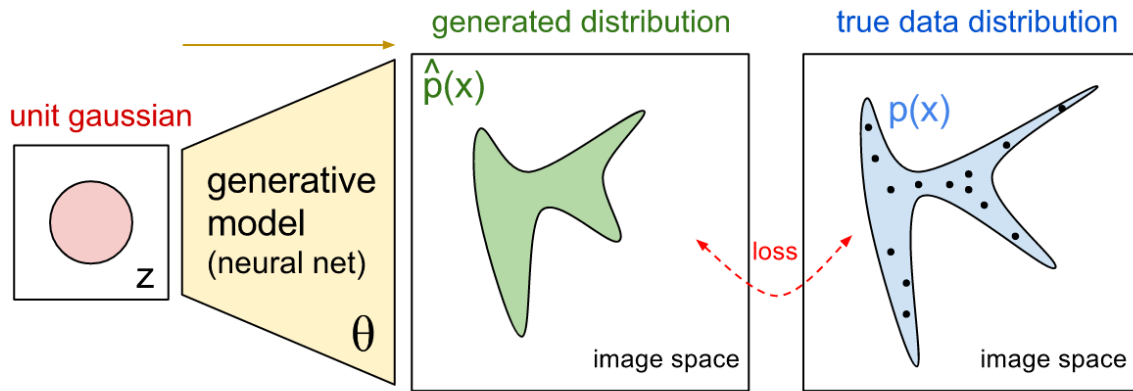 generated distribution
true data distribution
p̂(x)
p(x)
unit gaussian
generative
model
(neural net)
z
θ
loss
image space
image space